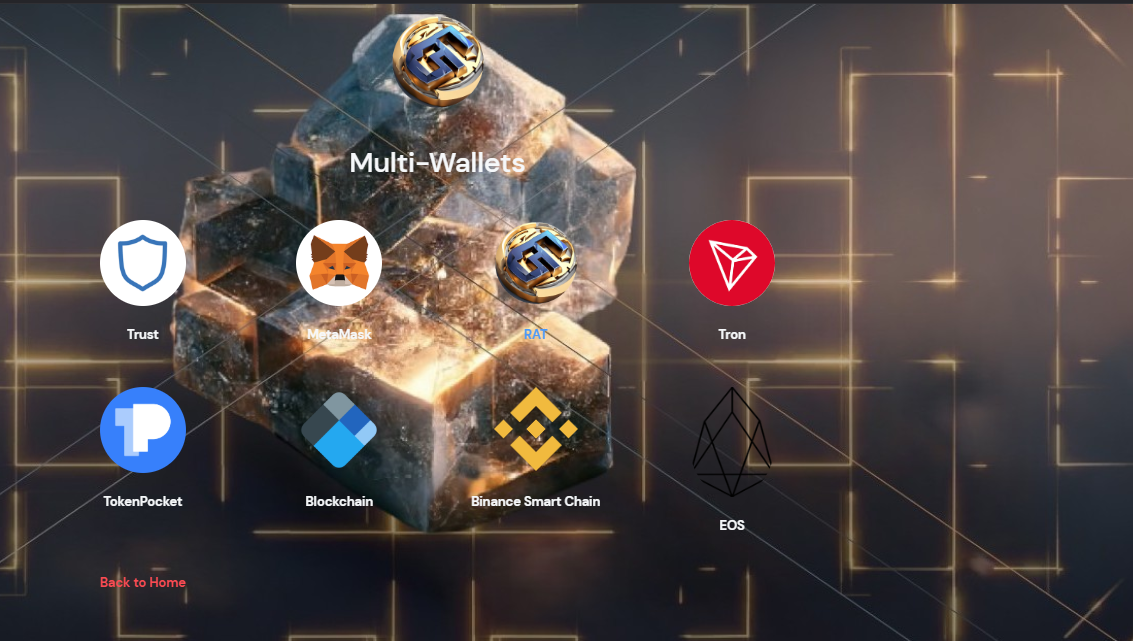 Multi-Wallets
Trust
MetaMask
RAT
Tron
TokenPocket
Blockchain
Binance Smart Chain
EOS
Back to Home